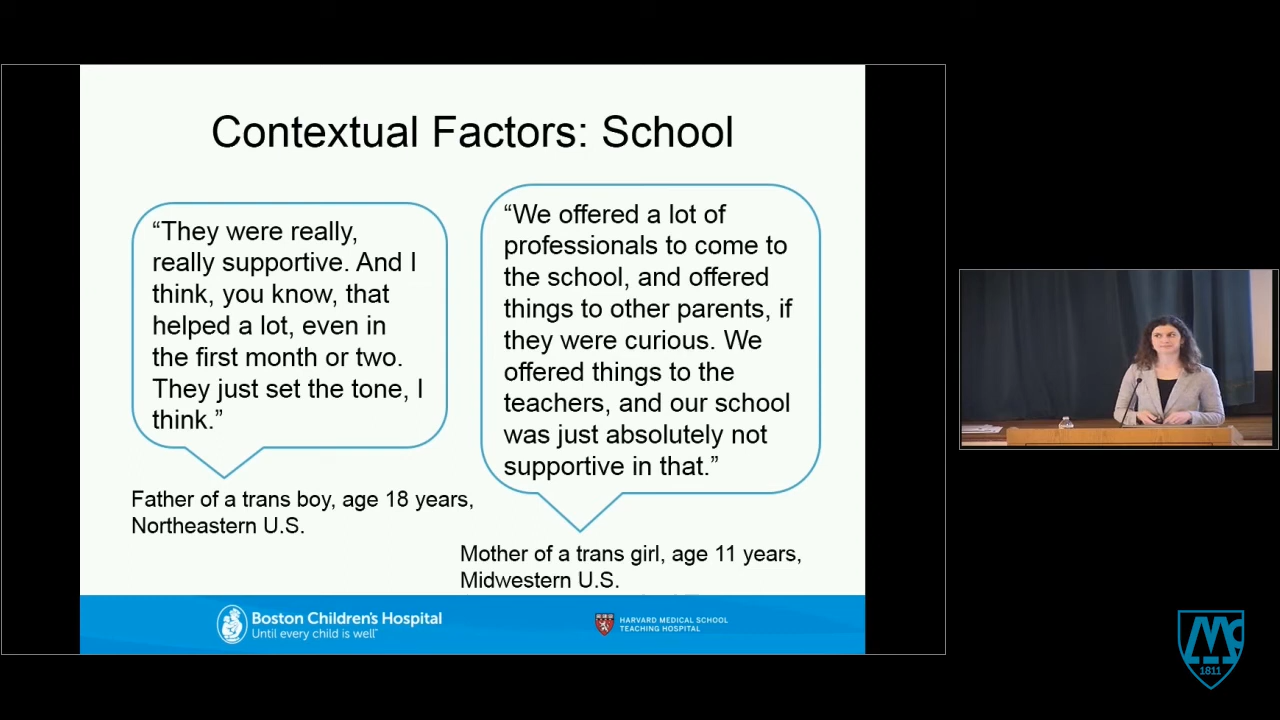 Contextual Factors: School
“They were really,
really supportive. And I
think, you know, that
helped a lot, even in
the first month or two.
They just set the tone, I
think.”
Father of a trans boy, age 18 years,
Northeastern U.S.
“We offered a lot of
professionals to come to
the school, and offered
things to other parents, if
they were curious. We
offered things to the
teachers, and our school
was just absolutely not
supportive in that.”
Mother of a trans girl, age 11 years,
Midwestern U.S.
Boston Children's Hospital
Until every child is well™
HARVARD MEDICAL SCHOOL
TEACHING HOSPITAL
Mc
1811